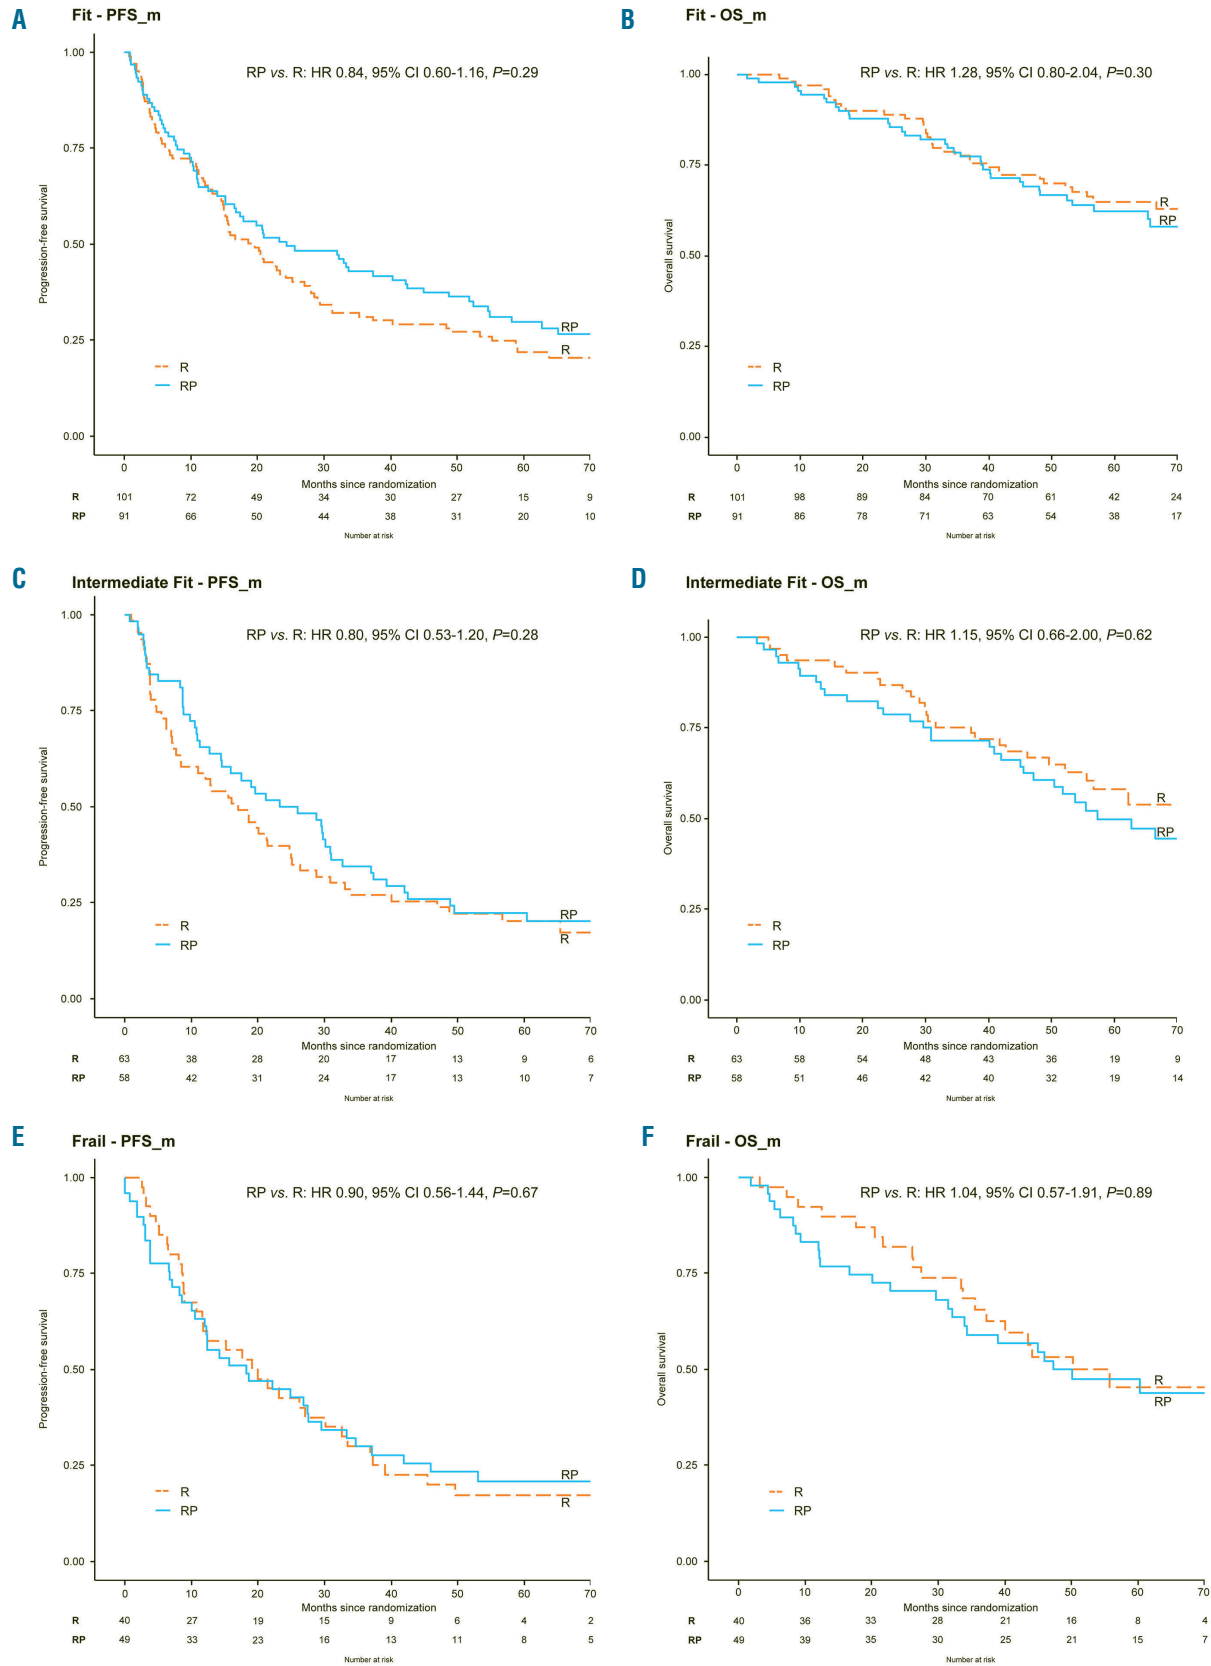 A
Fit - PFS_m
RP vs. R: HR 0.84, 95% CI 0.60-1.16, P=0.29
Progression-free survival
1.00
0.75
0.50
0.25
0.00
RP
R
R
RP
0 10 20 30 40 50 60 70
Months since randomization
R 101 72 49 34 30 27 15 9
RP 91 66 50 44 38 31 20 10
Number at risk
B
Fit - OS_m
RP vs. R: HR 1.28, 95% CI 0.80-2.04, P=0.30
Overall survival
1.00
0.75
0.50
0.25
0.00
R
RP
R
RP
0 10 20 30 40 50 60 70
Months since randomization
R 101 98 89 84 70 61 42 24
RP 91 86 78 71 63 54 38 17
Number at risk
C
Intermediate Fit - PFS_m
RP vs. R: HR 0.80, 95% CI 0.53-1.20, P=0.28
Progression-free survival
1.00
0.75
0.50
0.25
0.00
RP
R
R
RP
0 10 20 30 40 50 60 70
Months since randomization
R 63 38 28 20 17 13 9 6
RP 58 42 31 24 17 13 10 7
Number at risk
D
Intermediate Fit - OS_m
RP vs. R: HR 1.15, 95% CI 0.66-2.00, P=0.62
Overall survival
1.00
0.75
0.50
0.25
0.00
R
RP
R
RP
0 10 20 30 40 50 60 70
Months since randomization
R 63 58 54 48 43 36 19 9
RP 58 51 46 42 40 32 19 14
Number at risk
E
Frail - PFS_m
RP vs. R: HR 0.90, 95% CI 0.56-1.44, P=0.67
Progression-free survival
1.00
0.75
0.50
0.25
0.00
RP
R
R
RP
0 10 20 30 40 50 60 70
Months since randomization
R 40 27 19 15 9 6 4 2
RP 49 33 23 16 13 11 8 5
Number at risk
F
Frail - OS_m
RP vs. R: HR 1.04, 95% CI 0.57-1.91, P=0.89
Overall survival
1.00
0.75
0.50
0.25
0.00
R
RP
R
RP
0 10 20 30 40 50 60 70
Months since randomization
R 40 36 33 28 21 16 8 4
RP 49 39 35 30 25 21 15 7
Number at risk